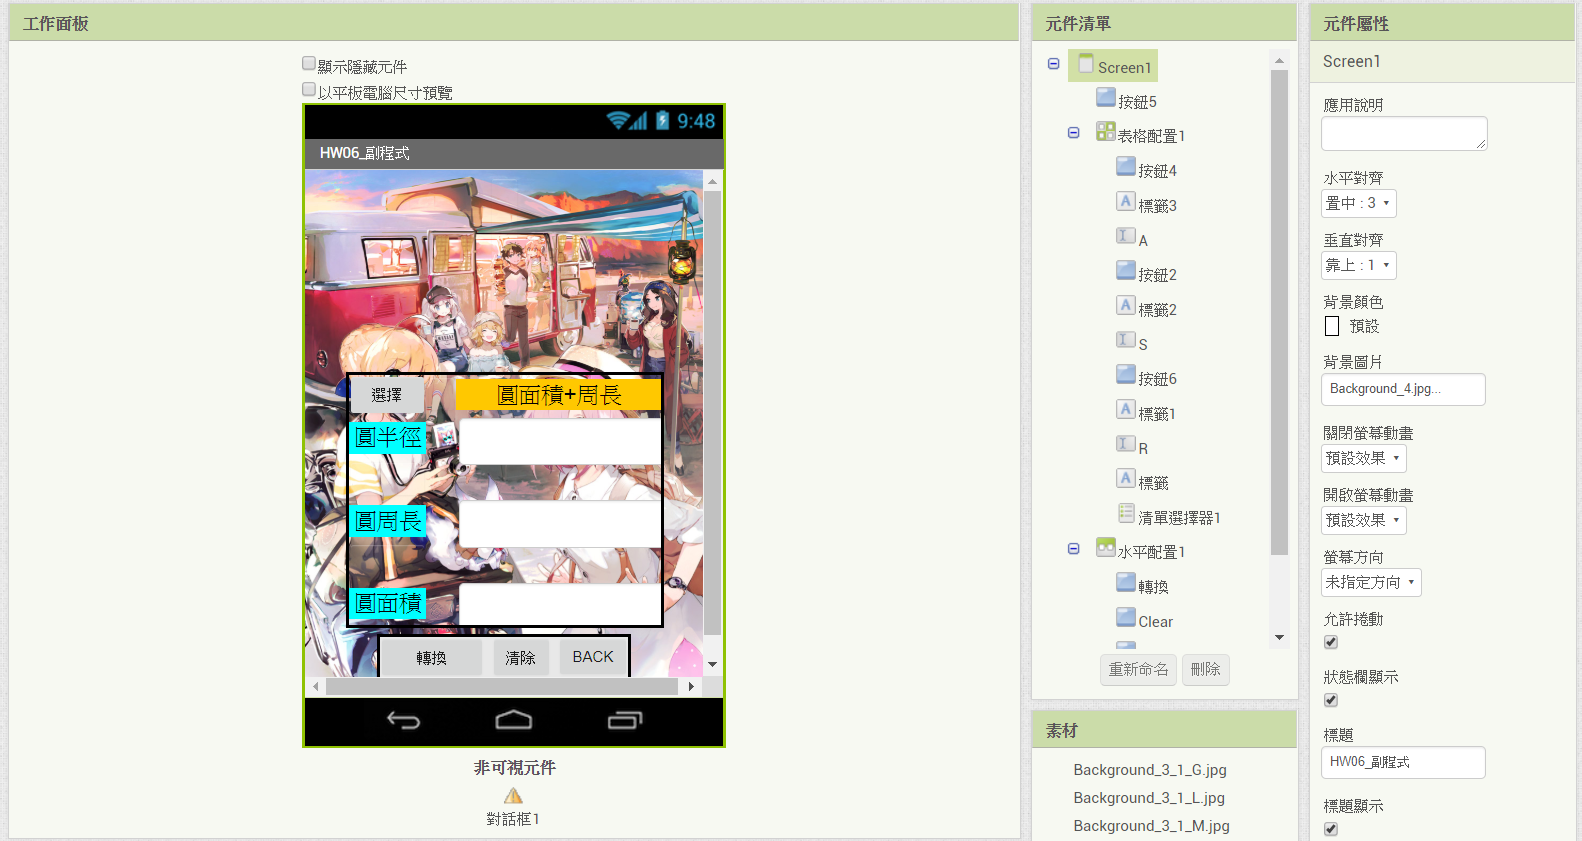 工作面板
顯示隱藏元件
以平板電腦尺寸預覽
9:48
HW06_副程式
選擇
圓面積+周長
圓半徑
圓周長
圓面積
轉換
清除
BACK
非可視元件
對話框1
元件清單
Screen1
按鈕5
表格配置1
按鈕4
標籤3
A
按鈕2
標籤2
S
按鈕6
標籤1
R
標籤
清單選擇器1
水平配置1
轉換
Clear
重新命名
刪除
素材
Background_3_1_G.jpg
Background_3_1_L.jpg
Background_3_1_M.jpg
元件屬性
Screen1
應用說明
水平對齊
置中 : 3
垂直對齊
靠上 : 1
背景顏色
預設
背景圖片
Background_4.jpg...
關閉螢幕動畫
預設效果
開啟螢幕動畫
預設效果
螢幕方向
未指定方向
允許捲動
狀態欄顯示
標題
HW06_副程式
標題顯示